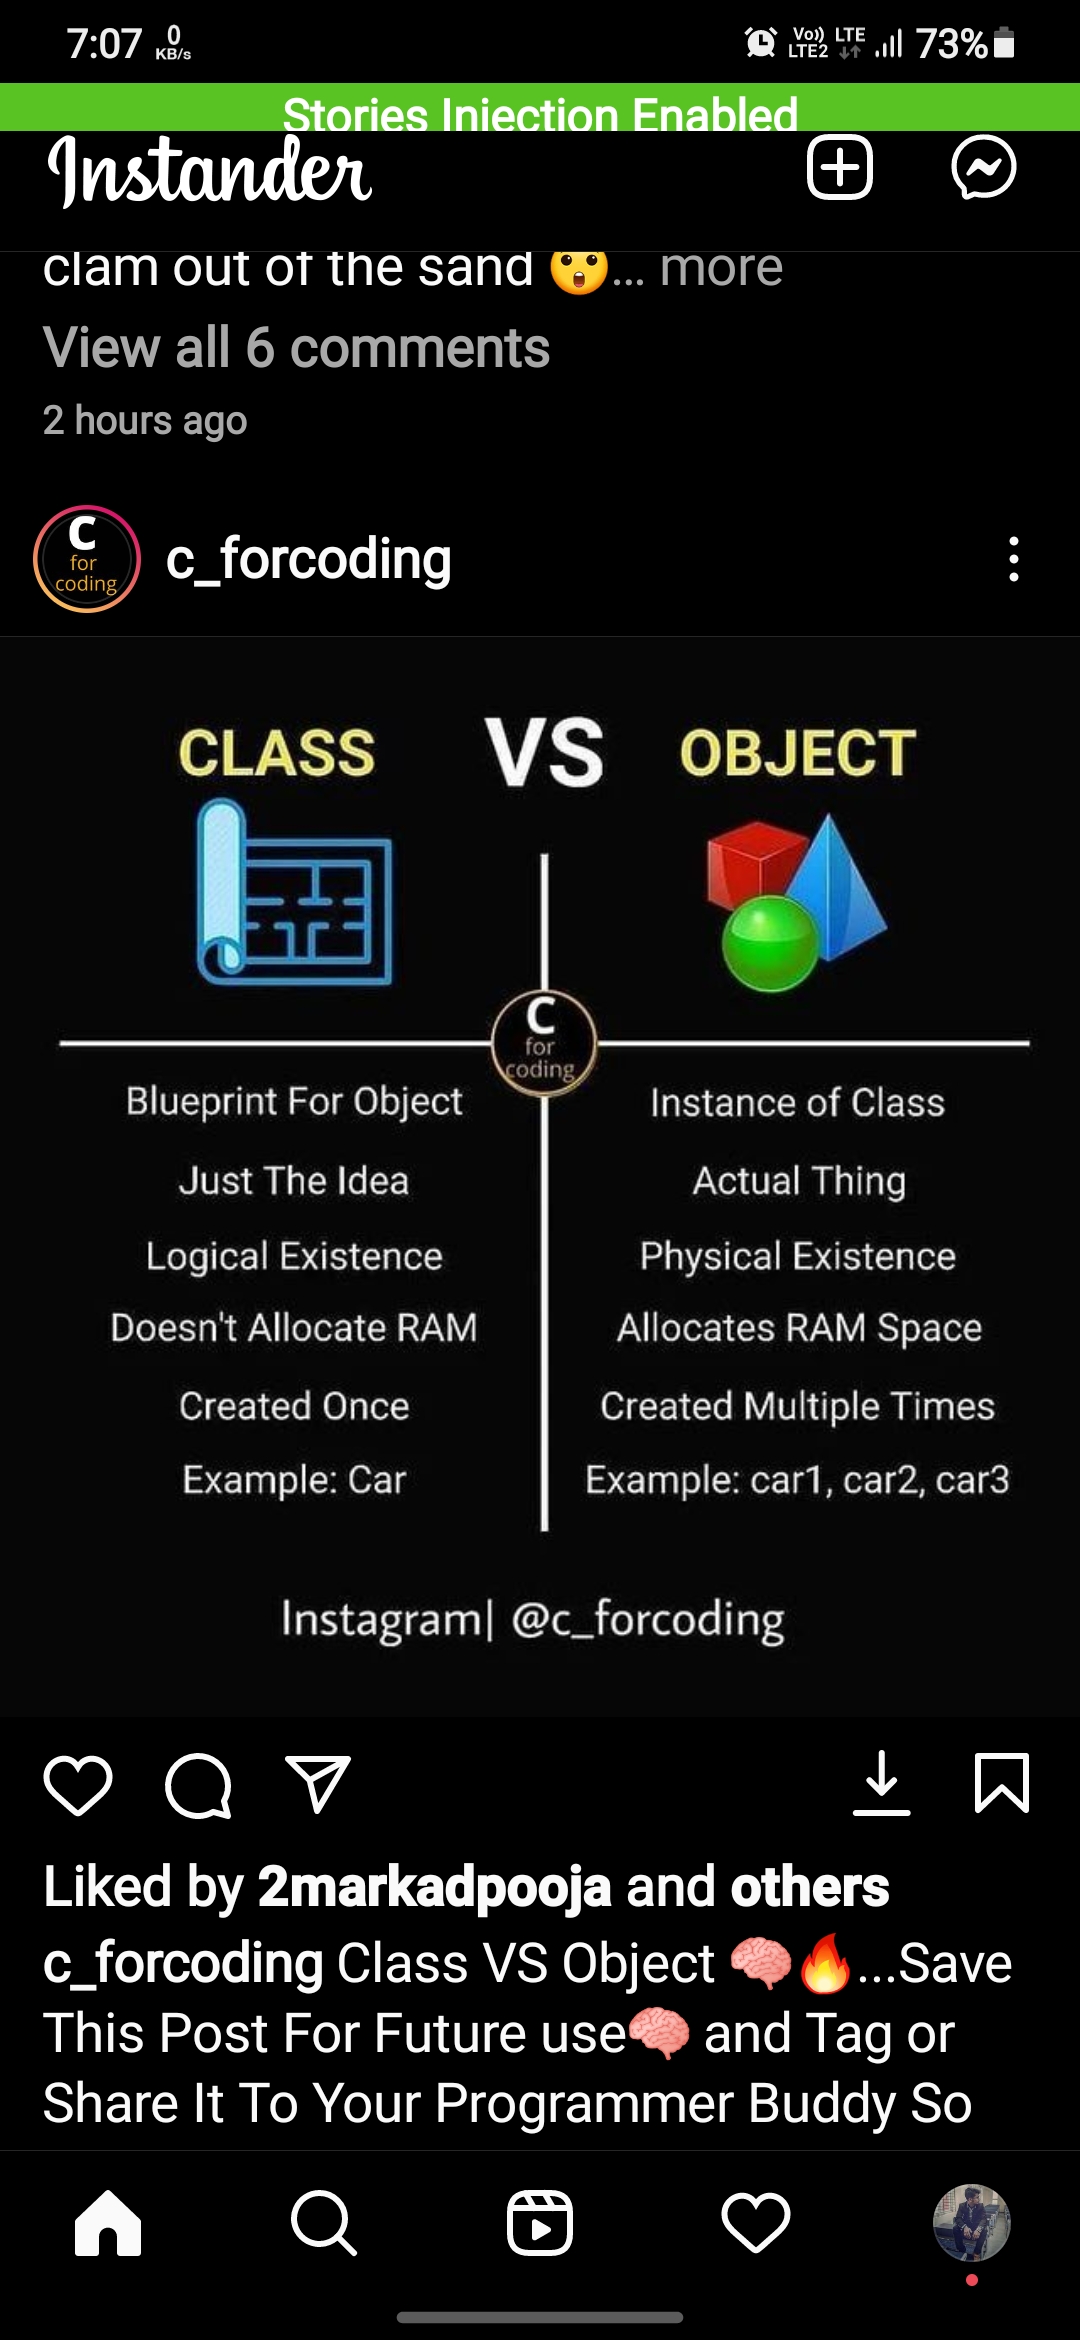 7:07 0 KB/s Vo)) LTE2 LTE 73%
Stories Injection Enabled
Instander
clam out of the sand 😮... more
View all 6 comments
2 hours ago
C for coding
c_forcoding
CLASS VS OBJECT
C
for
coding
Blueprint For Object Instance of Class
Just The Idea Actual Thing
Logical Existence Physical Existence
Doesn't Allocate RAM Allocates RAM Space
Created Once Created Multiple Times
Example: Car Example: car1, car2, car3
Instagram| @c_forcoding
Liked by 2markadpooja and others
c_forcoding Class VS Object 🧠🔥...Save
This Post For Future use🧠 and Tag or
Share It To Your Programmer Buddy So